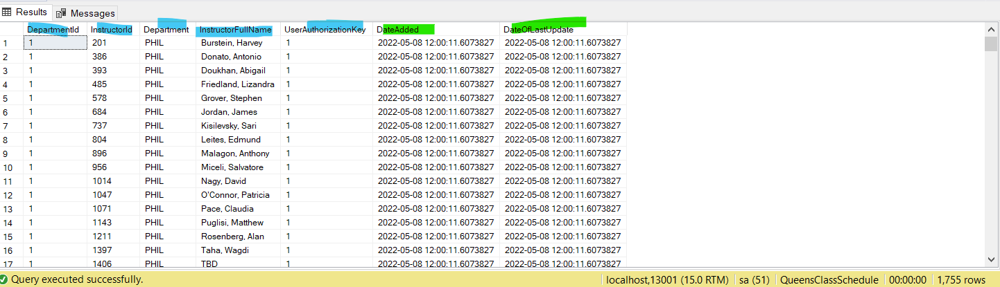 Results Messages
DepartmentId InstructorId Department InstructorFullName UserAuthorizationKey DateAdded DateOfLastUpdate
1 1 201 PHIL Burstein, Harvey 1 2022-05-08 12:00:11.6073827 2022-05-08 12:00:11.6073827
2 1 386 PHIL Donato, Antonio 1 2022-05-08 12:00:11.6073827 2022-05-08 12:00:11.6073827
3 1 393 PHIL Doukhan, Abigail 1 2022-05-08 12:00:11.6073827 2022-05-08 12:00:11.6073827
4 1 485 PHIL Friedland, Lizandra 1 2022-05-08 12:00:11.6073827 2022-05-08 12:00:11.6073827
5 1 578 PHIL Grover, Stephen 1 2022-05-08 12:00:11.6073827 2022-05-08 12:00:11.6073827
6 1 684 PHIL Jordan, James 1 2022-05-08 12:00:11.6073827 2022-05-08 12:00:11.6073827
7 1 737 PHIL Kisilevsky, Sari 1 2022-05-08 12:00:11.6073827 2022-05-08 12:00:11.6073827
8 1 804 PHIL Leites, Edmund 1 2022-05-08 12:00:11.6073827 2022-05-08 12:00:11.6073827
9 1 896 PHIL Malagon, Anthony 1 2022-05-08 12:00:11.6073827 2022-05-08 12:00:11.6073827
10 1 956 PHIL Miceli, Salvatore 1 2022-05-08 12:00:11.6073827 2022-05-08 12:00:11.6073827
11 1 1014 PHIL Nagy, David 1 2022-05-08 12:00:11.6073827 2022-05-08 12:00:11.6073827
12 1 1047 PHIL O'Connor, Patricia 1 2022-05-08 12:00:11.6073827 2022-05-08 12:00:11.6073827
13 1 1071 PHIL Pace, Claudia 1 2022-05-08 12:00:11.6073827 2022-05-08 12:00:11.6073827
14 1 1143 PHIL Puglisi, Matthew 1 2022-05-08 12:00:11.6073827 2022-05-08 12:00:11.6073827
15 1 1211 PHIL Rosenberg, Alan 1 2022-05-08 12:00:11.6073827 2022-05-08 12:00:11.6073827
16 1 1397 PHIL Taha, Wagdi 1 2022-05-08 12:00:11.6073827 2022-05-08 12:00:11.6073827
17 1 1406 PHIL TBD 1 2022-05-08 12:00:11.6073827 2022-05-08 12:00:11.6073827
Query executed successfully. localhost,13001 (15.0 RTM) sa (51) QueensClassSchedule 00:00:00 1,755 rows